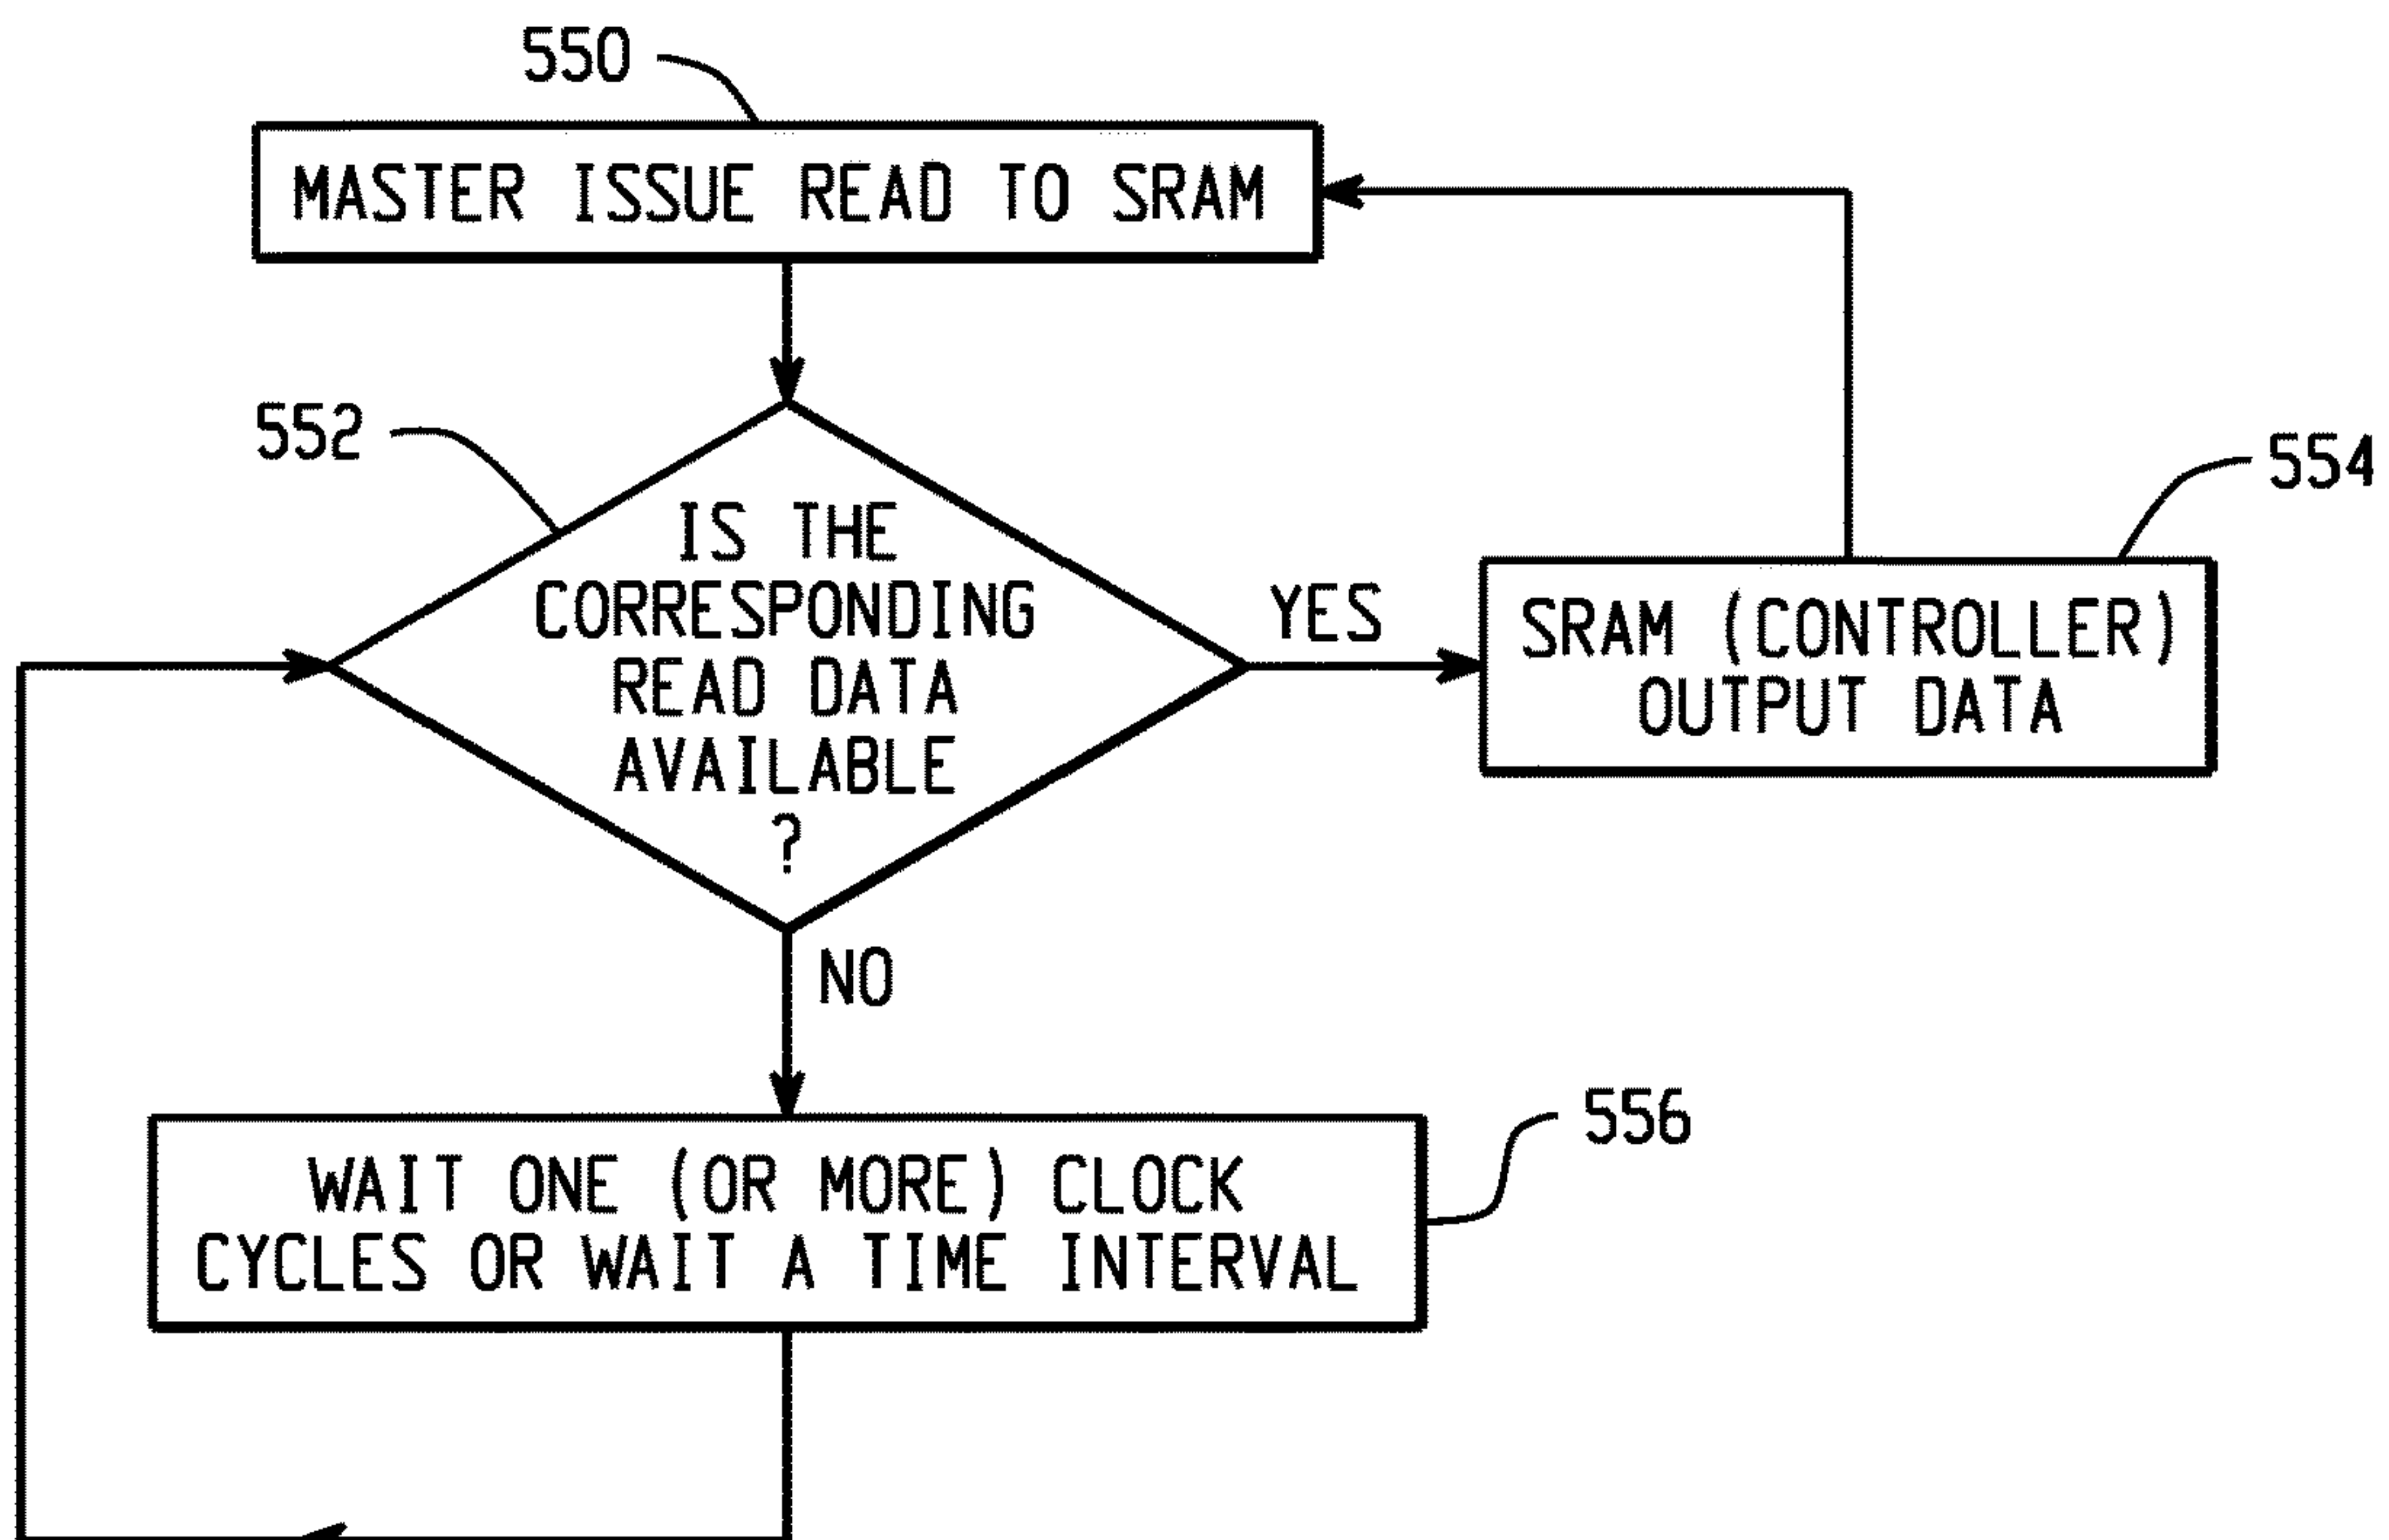 550
MASTER ISSUE READ TO SRAM
552
IS THE
CORRESPONDING
READ DATA
AVAILABLE
?
YES
554
SRAM (CONTROLLER)
OUTPUT DATA
NO
556
WAIT ONE (OR MORE) CLOCK
CYCLES OR WAIT A TIME INTERVAL